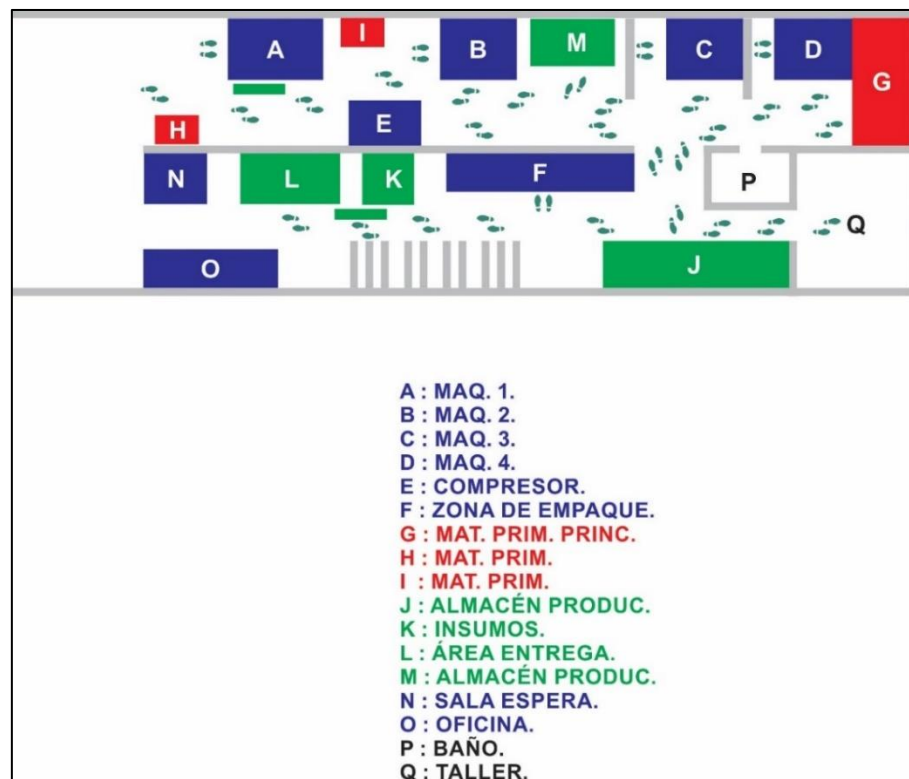 A
I
B
M
C
D
G
H
E
N
L
K
F
P
Q
O
J
A : MAQ. 1.
B : MAQ. 2.
C : MAQ. 3.
D : MAQ. 4.
E : COMPRESOR.
F : ZONA DE EMPAQUE.
G : MAT. PRIM. PRINC.
H : MAT. PRIM.
I : MAT. PRIM.
J : ALMACÉN PRODUC.
K : INSUMOS.
L : ÁREA ENTREGA.
M : ALMACÉN PRODUC.
N : SALA ESPERA.
O : OFICINA.
P : BAÑO.
Q : TALLER.